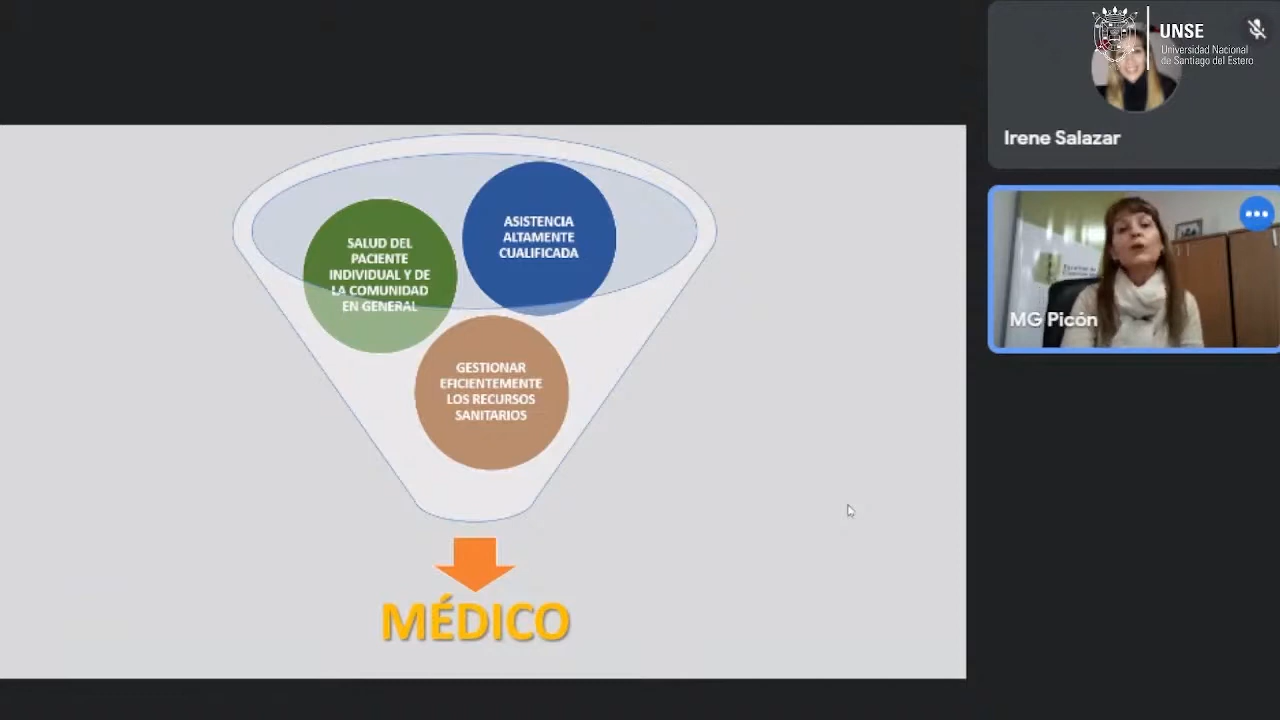 SALUD DEL
PACIENTE
INDIVIDUAL Y DE
LA COMUNIDAD
EN GENERAL
ASISTENCIA
ALTAMENTE
CUALIFICADA
GESTIONAR
EFICIENTEMENTE
LOS RECURSOS
SANITARIOS
MÉDICO
UNSE
Universidad Nacional
de Santiago del Estero
Irene Salazar
MG Picón